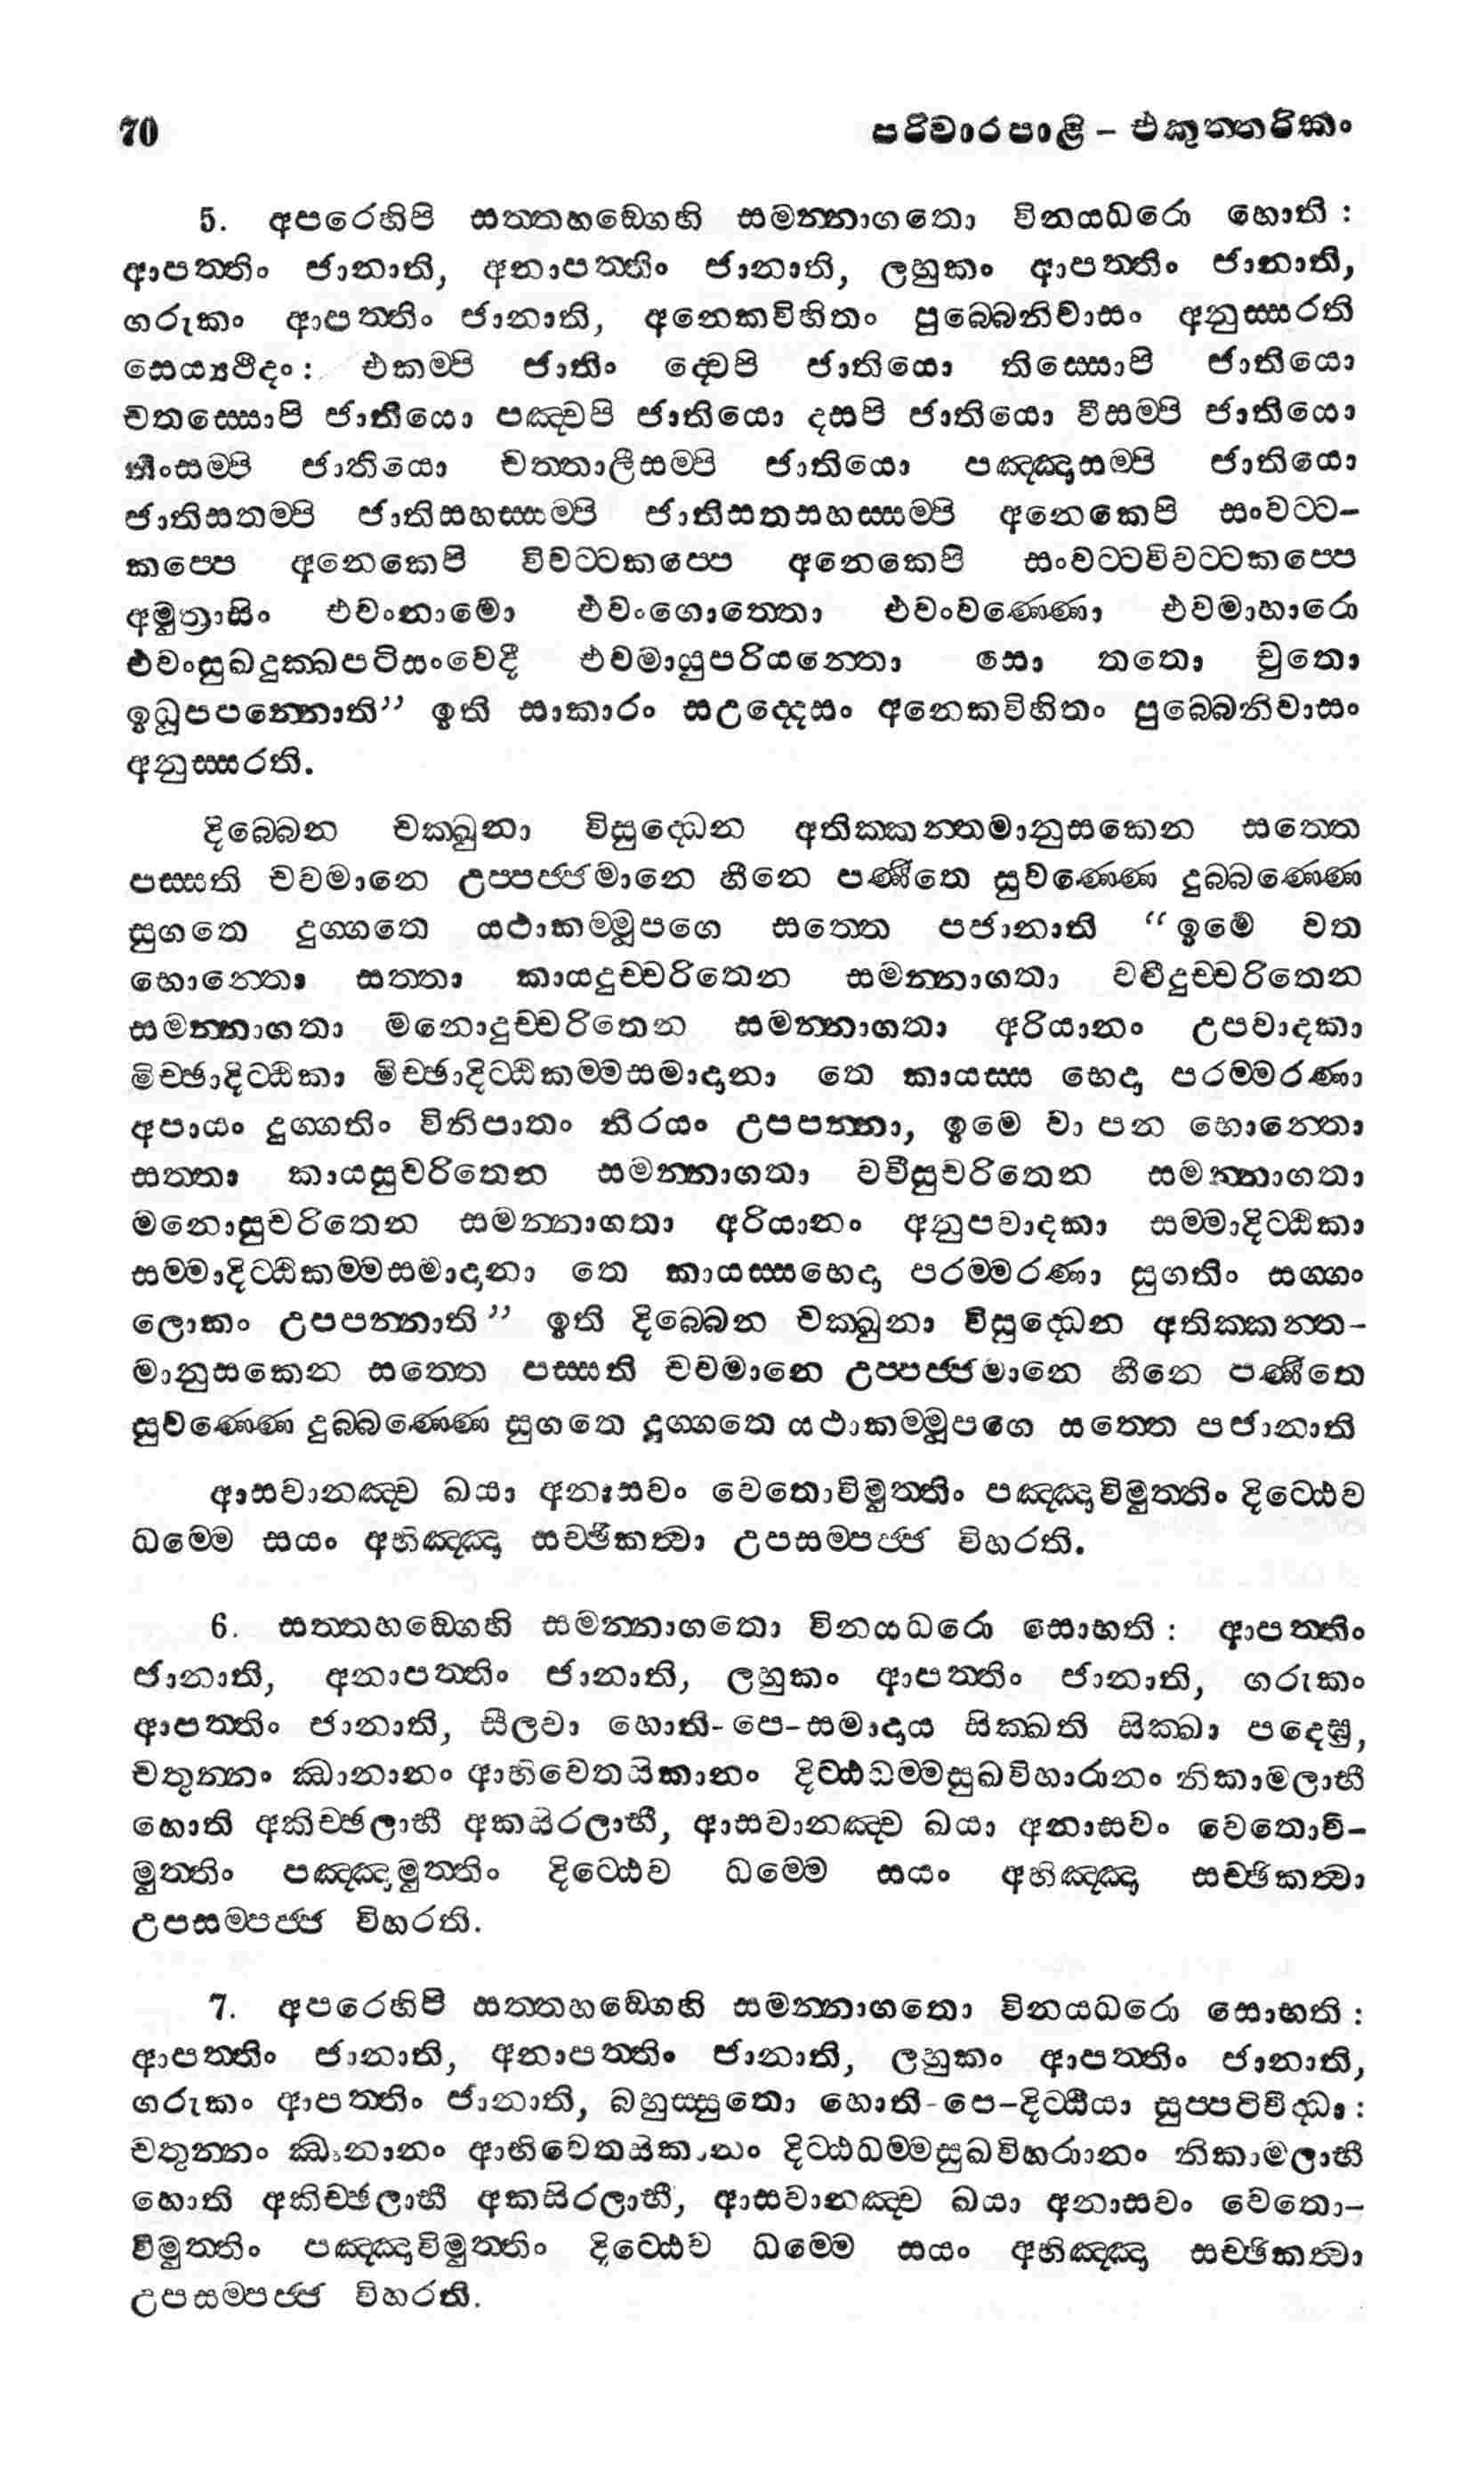 70 පරිවාරපාළි – එකුත්තරිකං
5. අපරෙහිපි සත්තහඞ්ගෙහි සමන්නාගතො විනයධරො හොති :
ආපත්තිං ජානාති, අනාපත්තිං ජානාති, ලහුකං ආපත්තිං ජානාති,
ගරුකං ආපත්තිං ජානාති, අනෙකවිහිතං පුබ්බෙනිවාසං අනුස්සරති
සෙය්‍යථීදං : එකම්පි ජාතිං ද්වෙපි ජාතියො තිස්සොපි ජාතියො
චතස්සොපි ජාතියො පඤ්චපි ජාතියො දසපි ජාතියො වීසම්පි ජාතියො
තිංසම්පි ජාතියො චත්තාලීසම්පි ජාතියො පඤ්ඤාසම්පි ජාතියො
ජාතිසතම්පි ජාතිසහස්සම්පි ජාතිසතසහස්සම්පි අනෙකෙපි සංවට්ට-
කප්පෙ අනෙකෙපි විවට්ටකප්පෙ අනෙකෙපි සංවට්ටවිවට්ටකප්පෙ
අමුත්‍රාසිං එවංනාමො එවංගොත්තො එවංවණ්ණො එවමාහාරො
එවංසුඛදුක්ඛපටිසංවේදී එවමායුපරියන්තො සො තතො චුතො
ඉධූපපන්නොති” ඉති සාකාරං සඋද්දෙසං අනෙකවිහිතං පුබ්බෙනිවාසං
අනුස්සරති.
දිබ්බෙන චක්ඛුනා විසුද්ධෙන අතික්කන්තමානුසකෙන සත්තෙ
පස්සති චවමානෙ උප්පජ්ජමානෙ හීනෙ පණීතෙ සුවණ්ණෙ දුබ්බණ්ණෙ
සුගතෙ දුග්ගතෙ යථාකම්මූපගෙ සත්තෙ පජානාති “ඉමේ වත
භොන්තො සත්තා කායදුච්චරිතෙන සමන්නාගතා වචීදුච්චරිතෙන
සමන්නාගතා මනොදුච්චරිතෙන සමන්නාගතා අරියානං උපවාදකා
මිච්ඡාදිට්ඨිකා මිච්ඡාදිට්ඨිකම්මසමාදානා තෙ කායස්ස භෙදා පරම්මරණා
අපායං දුග්ගතිං විනිපාතං නිරයං උපපන්නා, ඉමෙ වා පන භොන්තො
සත්තා කායසුචරිතෙන සමන්නාගතා වචීසුචරිතෙන සමන්නාගතා
මනොසුචරිතෙන සමන්නාගතා අරියානං අනුපවාදකා සම්මාදිට්ඨිකා
සම්මාදිට්ඨිකම්මසමාදානා තෙ කායස්සභෙදා පරම්මරණා සුගතිං සග්ගං
ලොකං උපපන්නාති” ඉති දිබ්බෙන චක්ඛුනා විසුද්ධෙන අතික්කන්ත-
මානුසකෙන සත්තෙ පස්සති චවමානෙ උප්පජ්ජමානෙ හීනෙ පණීතෙ
සුවණ්ණෙ දුබ්බණ්ණෙ සුගතෙ දුග්ගතෙ යථාකම්මූපගෙ සත්තෙ පජානාති
ආසවානඤ්ච ඛයා අනාසවං චෙතොවිමුත්තිං පඤ්ඤාවිමුත්තිං දිට්ඨෙව
ධම්මෙ සයං අභිඤ්ඤා සච්ඡිකත්වා උපසම්පජ්ජ විහරති.
6. සත්තහඞ්ගෙහි සමන්නාගතො විනයධරො සොභති : ආපත්තිං
ජානාති, අනාපත්තිං ජානාති, ලහුකං ආපත්තිං ජානාති, ගරුකං
ආපත්තිං ජානාති, සීලවා හොති-පෙ-සමාදාය සික්ඛති සික්ඛා පදෙසු,
චතුන්නං ඣානානං ආභිචෙතසිකානං දිට්ඨධම්මසුඛවිහාරානං නිකාමලාභී
හොති අකිච්ඡලාභී අකසිරලාභී, ආසවානඤ්ච ඛයා අනාසවං චෙතොවි-
මුත්තිං පඤ්ඤාමුත්තිං දිට්ඨෙව ධම්මෙ සයං අභිඤ්ඤා සච්ඡිකත්වා
උපසම්පජ්ජ විහරති.
7. අපරෙහිපි සත්තහඞ්ගෙහි සමන්නාගතො විනයධරො සොභති :
ආපත්තිං ජානාති, අනාපත්තිං ජානාති, ලහුකං ආපත්තිං ජානාති,
ගරුකං ආපත්තිං ජානාති, බහුස්සුතො හොති-පෙ-දිට්ඨියා සුප්පටිවිද්ධා :
චතුන්නං ඣානානං ආභිචෙතසිකානං දිට්ඨධම්මසුඛවිහරානං නිකාමලාභී
හොති අකිච්ඡලාභී අකසිරලාභී, ආසවානඤ්ච ඛයා අනාසවං චෙතො-
විමුත්තිං පඤ්ඤාවිමුත්තිං දිට්ඨෙව ධම්මෙ සයං අභිඤ්ඤා සච්ඡිකත්වා
උපසම්පජ්ජ විහරති.